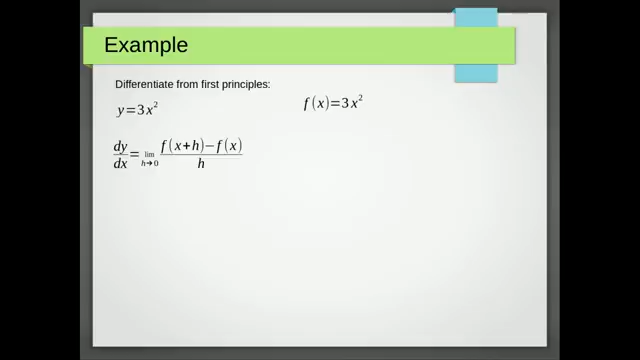 Example
Differentiate from first principles:
y=3x²
f(x)=3x²
dy/dx = lim h→0 f(x+h)−f(x)/h